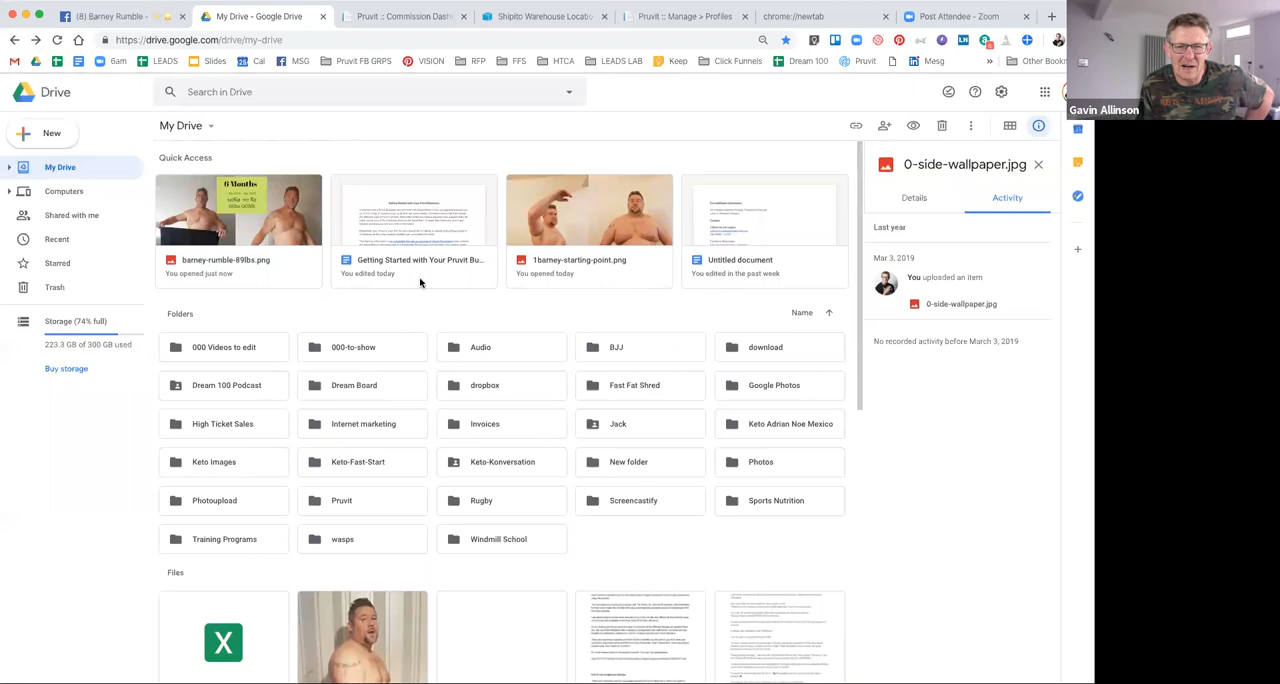 (8) Barney Rumble -
My Drive - Google Drive
Pruvit :: Commission Dash
Shipito Warehouse Locatio
Pruvit :: Manage > Profiles
chrome://newtab
Post Attendee - Zoom
https://drive.google.com/drive/my-drive
6am
LEADS
Slides
Cal
MSG
Pruvit FB GRPS
VISION
RFP
FFS
HTCA
LEADS LAB
Keep
Click Funnels
Dream 100
Pruvit
Mesg
»
Other Book
Gavin Allinson
Drive
Search in Drive
New
My Drive
Computers
Shared with me
Recent
Starred
Trash
Storage (74% full)
223.3 GB of 300 GB used
Buy storage
My Drive
Quick Access
6 Months
barney-rumble-89lbs.png
You opened just now
Getting Started with Your Pruvit Bu...
You edited today
1barney-starting-point.png
You opened today
Untitled document
You edited in the past week
Folders
Name
000 Videos to edit
000-to-show
Audio
BJJ
download
Dream 100 Podcast
Dream Board
dropbox
Fast Fat Shred
Google Photos
High Ticket Sales
Internet marketing
Invoices
Jack
Keto Adrian Noe Mexico
Keto Images
Keto-Fast-Start
Keto-Konversation
New folder
Photos
Photoupload
Pruvit
Rugby
Screencastify
Sports Nutrition
Training Programs
wasps
Windmill School
Files
X
0-side-wallpaper.jpg
Details
Activity
Last year
Mar 3, 2019
You uploaded an item
0-side-wallpaper.jpg
No recorded activity before March 3, 2019